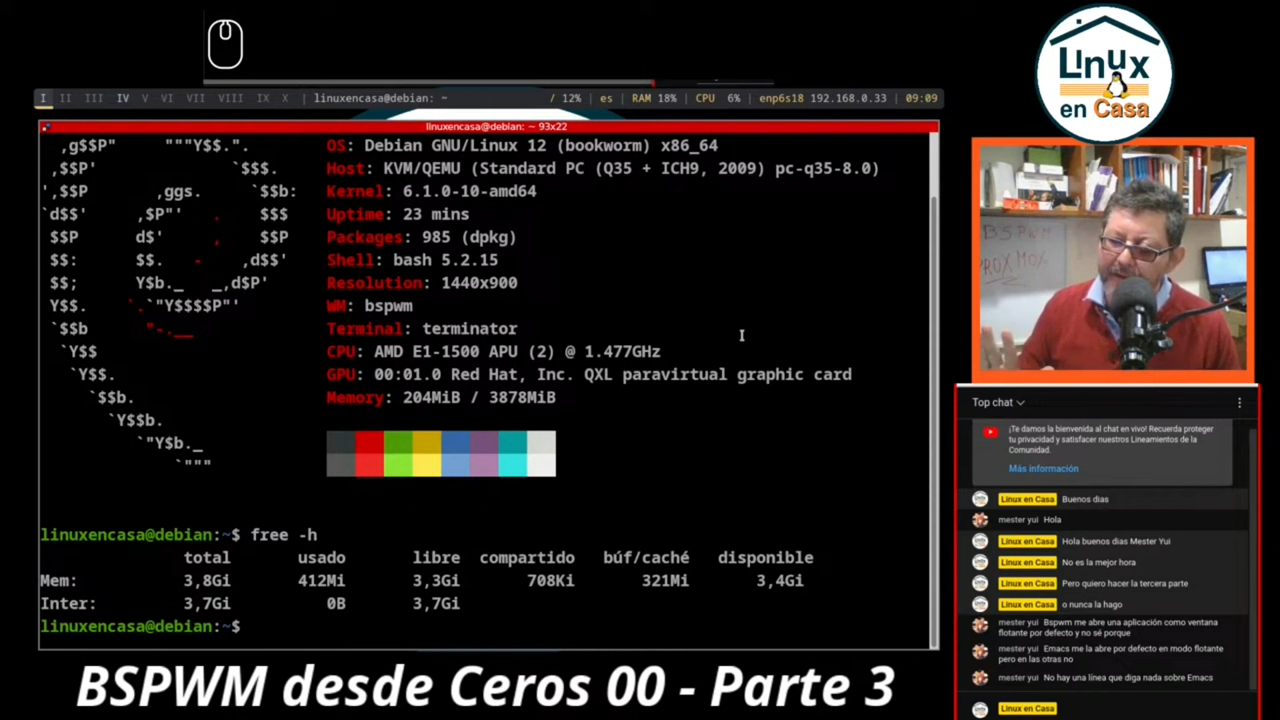 Linux
en Casa
I II III IV V VI VII VIII IX X | linuxencasa@debian: ~ / 12% | es | RAM 18% | CPU 6% | enp6s18 192.168.0.33 | 09:09
linuxencasa@debian: ~ 93x22
,g$$P" """Y$$.". OS: Debian GNU/Linux 12 (bookworm) x86_64
,$$P' `$$$. Host: KVM/QEMU (Standard PC (Q35 + ICH9, 2009) pc-q35-8.0)
',$$P ,ggs. `$$b: Kernel: 6.1.0-10-amd64
`d$$' ,$P"' . $$$ Uptime: 23 mins
$$P d$' , $$P Packages: 985 (dpkg)
$$: $$. - ,d$$' Shell: bash 5.2.15
$$; Y$b._ _,d$P' Resolution: 1440x900
Y$$. `.`"Y$$$$P"' WM: bspwm
`$$b "-.__ Terminal: terminator
`Y$$ CPU: AMD E1-1500 APU (2) @ 1.477GHz
`Y$$. GPU: 00:01.0 Red Hat, Inc. QXL paravirtual graphic card
`$$b. Memory: 204MiB / 3878MiB
`Y$$b.
`"Y$b._
`"""
linuxencasa@debian:~$ free -h
total usado libre compartido búf/caché disponible
Mem: 3,8Gi 412Mi 3,3Gi 708Ki 321Mi 3,4Gi
Inter: 3,7Gi 0B 3,7Gi
linuxencasa@debian:~$
BSPWM desde Ceros 00 - Parte 3
BSPWM
PROXMOX
Top chat
¡Te damos la bienvenida al chat en vivo! Recuerda proteger
tu privacidad y satisfacer nuestros Lineamientos de la
Comunidad.
Más información
Linux en Casa Buenos dias
mester yui Hola
Linux en Casa Hola buenos dias Mester Yui
Linux en Casa No es la mejor hora
Linux en Casa Pero quiero hacer la tercera parte
Linux en Casa o nunca la hago
mester yui Bspwm me abre una aplicación como ventana
flotante por defecto y no sé porque
mester yui Emacs me la abre por defecto en modo flotante
pero en las otras no
mester yui No hay una línea que diga nada sobre Emacs
Linux en Casa